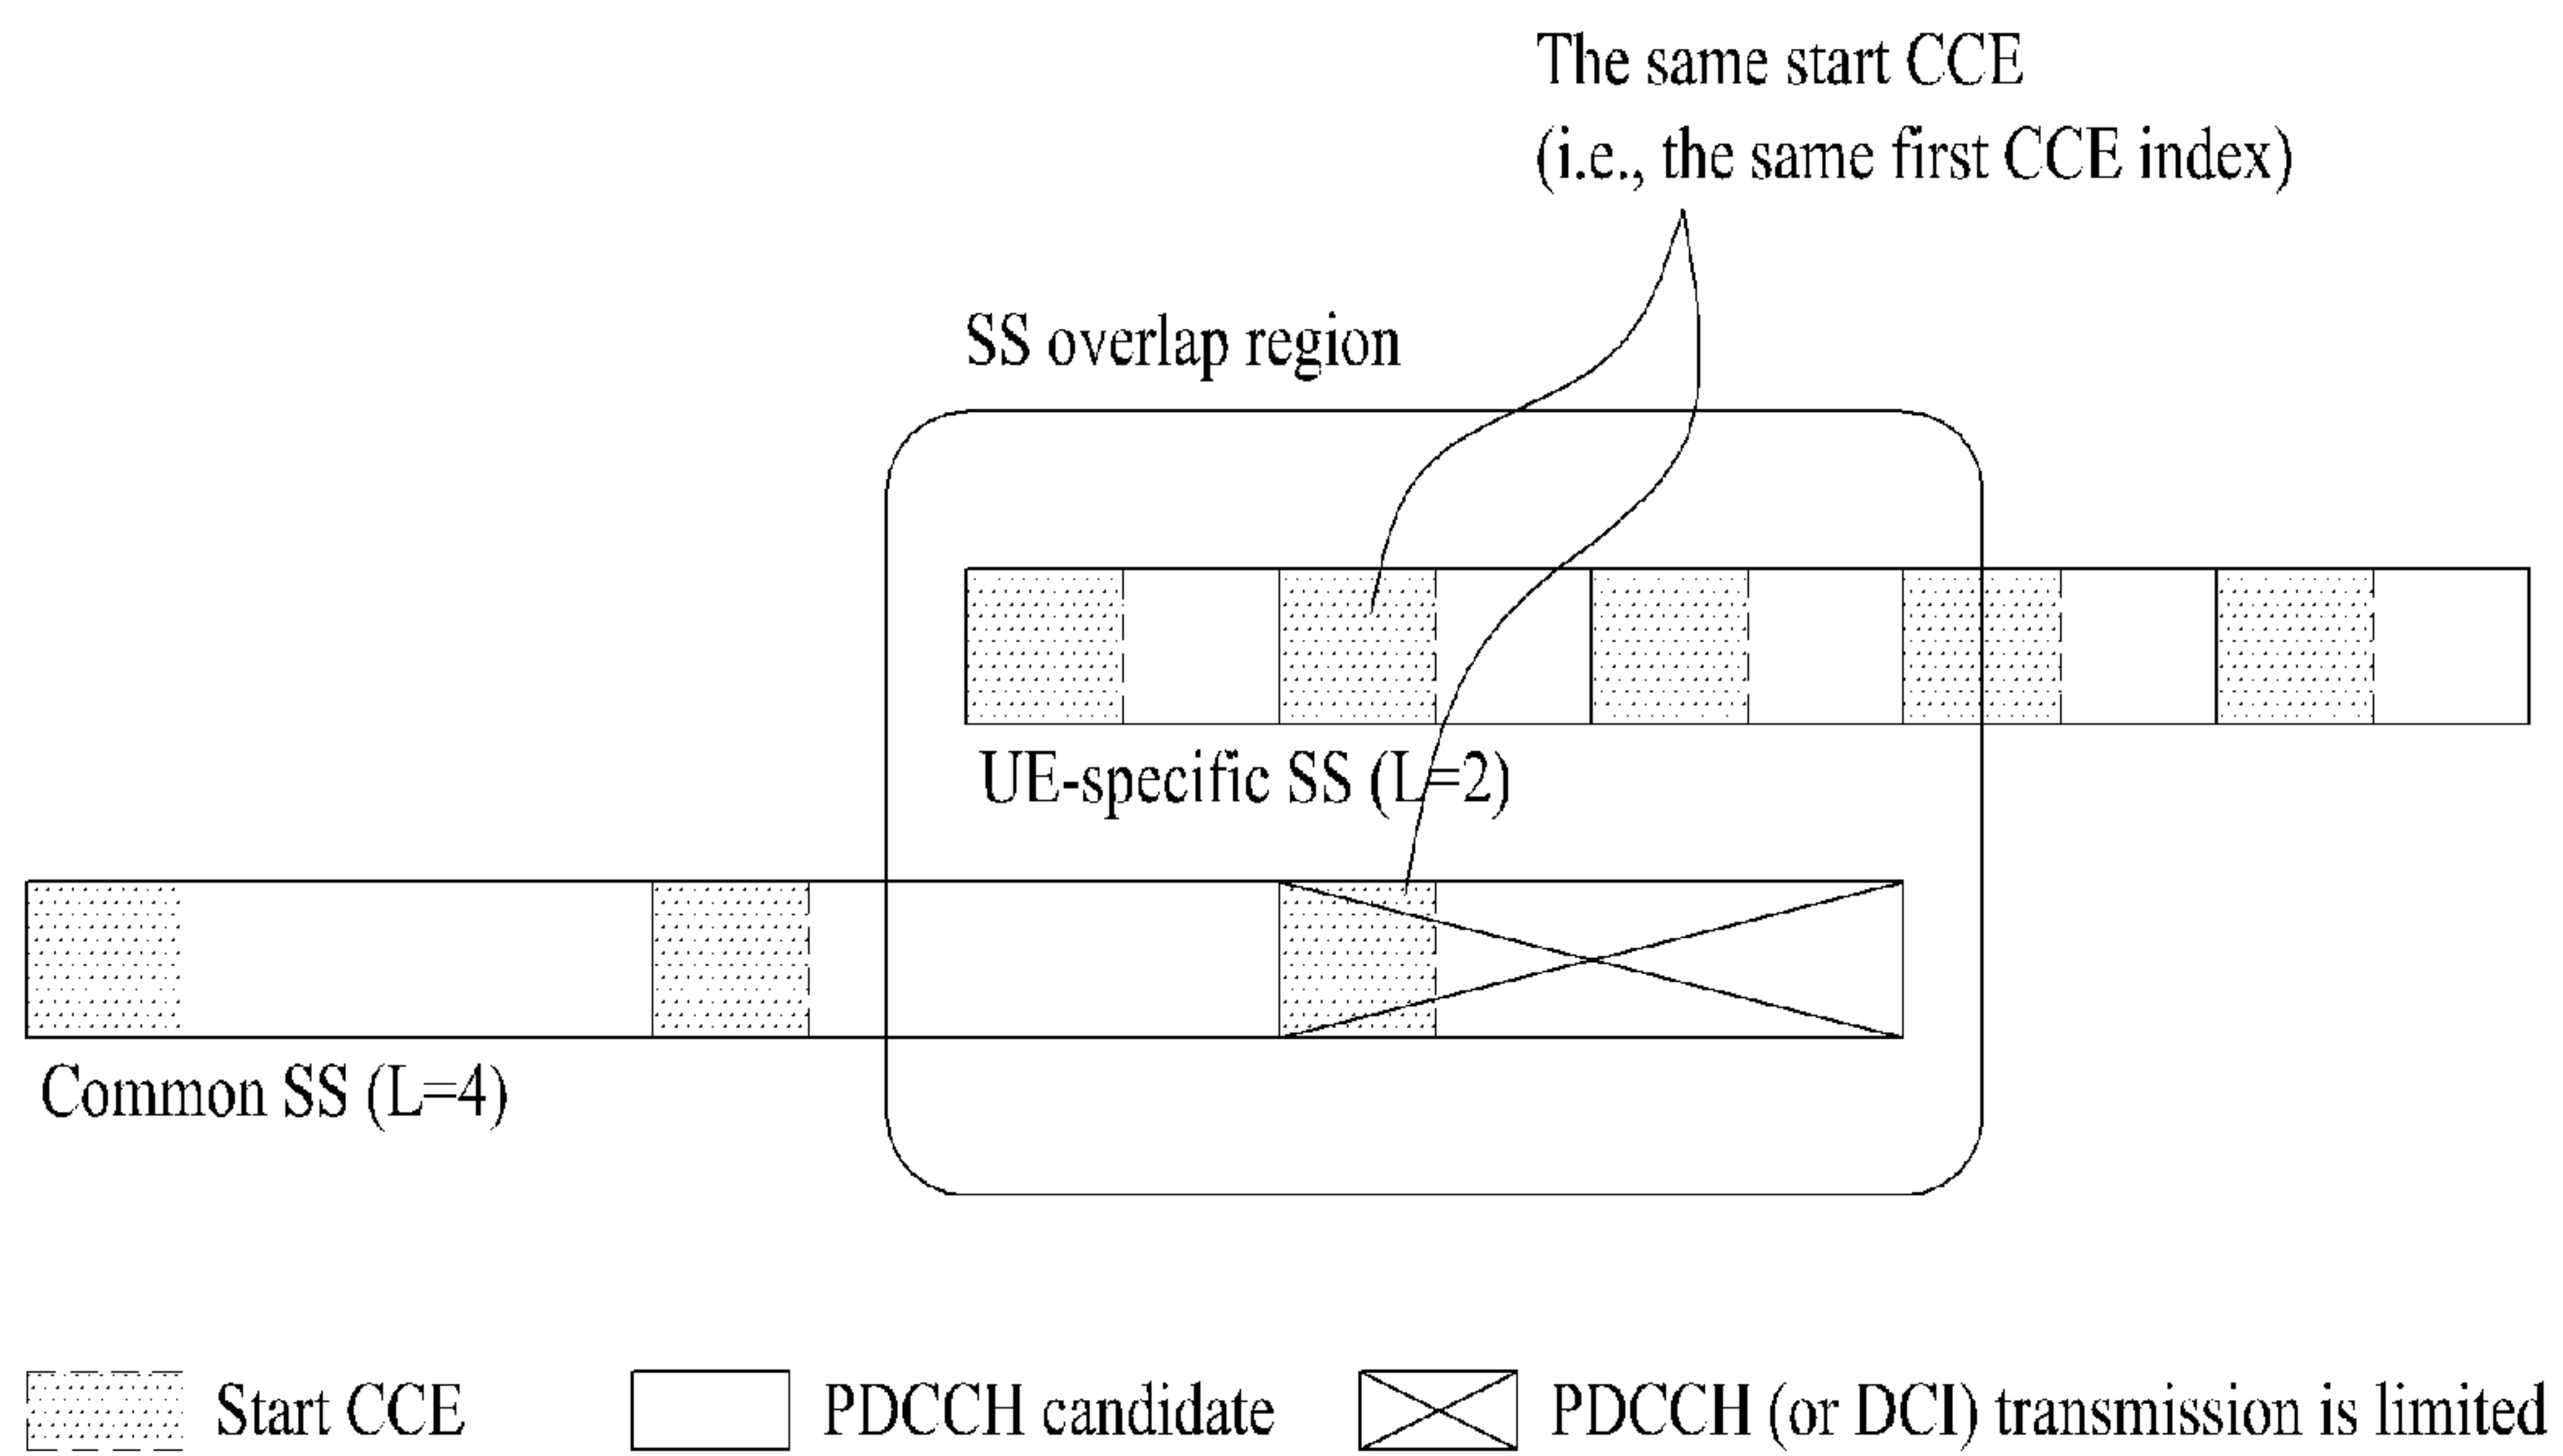 The same start CCE
(i.e., the same first CCE index)
SS overlap region
UE-specific SS (L=2)
Common SS (L=4)
Start CCE
PDCCH candidate
PDCCH (or DCI) transmission is limited